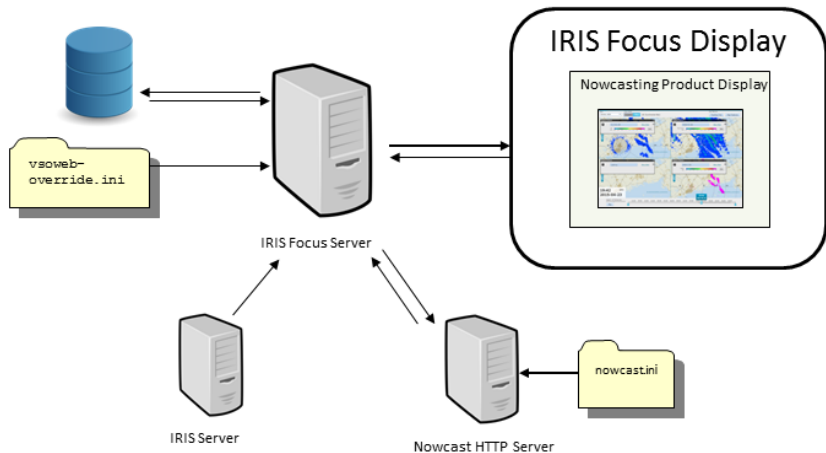 IRIS Focus Display
Nowcasting Product Display
vsoweb-
override.ini
IRIS Focus Server
nowcast.ini
IRIS Server
Nowcast HTTP Server